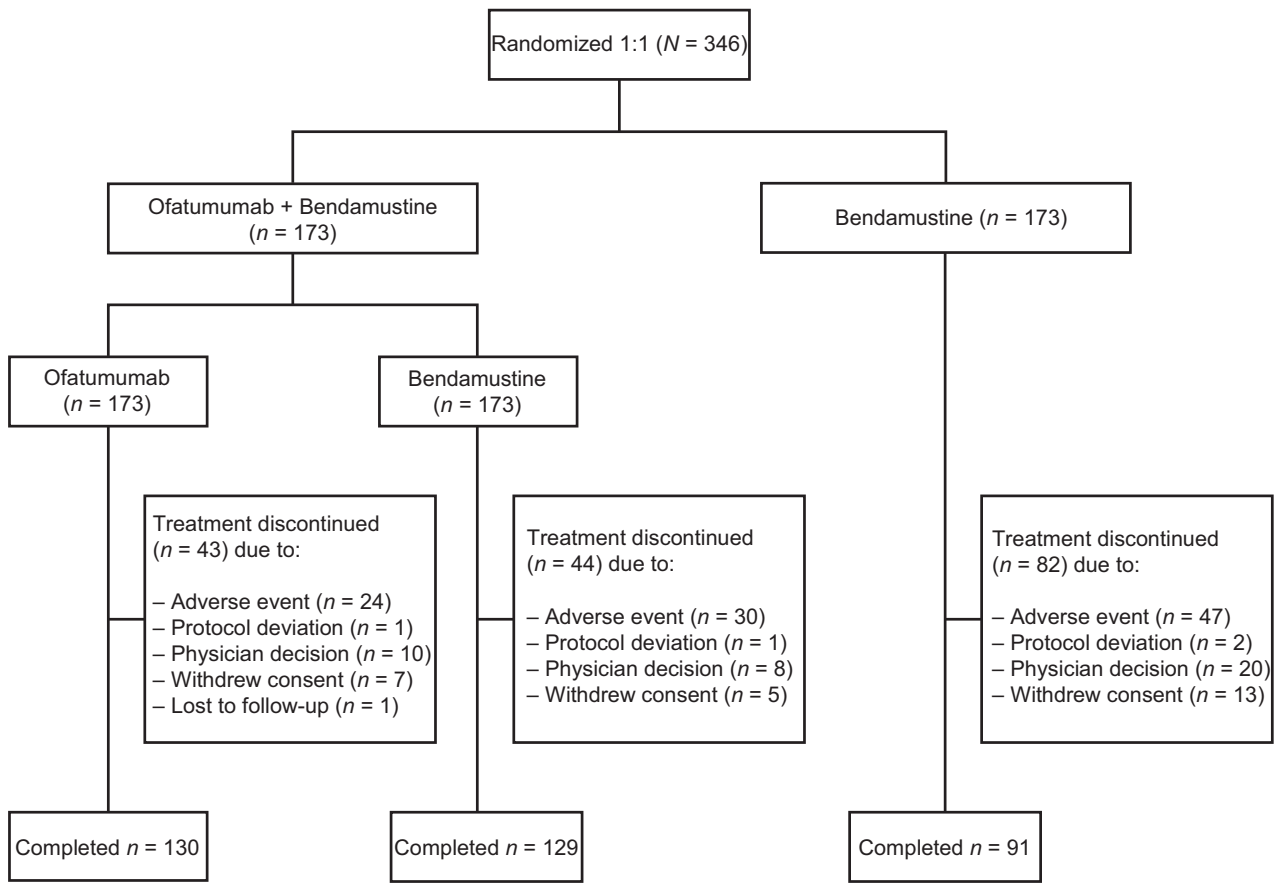 Randomized 1:1 (N = 346)
Ofatumumab + Bendamustine
(n = 173)
Bendamustine (n = 173)
Ofatumumab
(n = 173)
Bendamustine
(n = 173)
Treatment discontinued
(n = 43) due to:
– Adverse event (n = 24)
– Protocol deviation (n = 1)
– Physician decision (n = 10)
– Withdrew consent (n = 7)
– Lost to follow-up (n = 1)
Treatment discontinued
(n = 44) due to:
– Adverse event (n = 30)
– Protocol deviation (n = 1)
– Physician decision (n = 8)
– Withdrew consent (n = 5)
Treatment discontinued
(n = 82) due to:
– Adverse event (n = 47)
– Protocol deviation (n = 2)
– Physician decision (n = 20)
– Withdrew consent (n = 13)
Completed n = 130
Completed n = 129
Completed n = 91